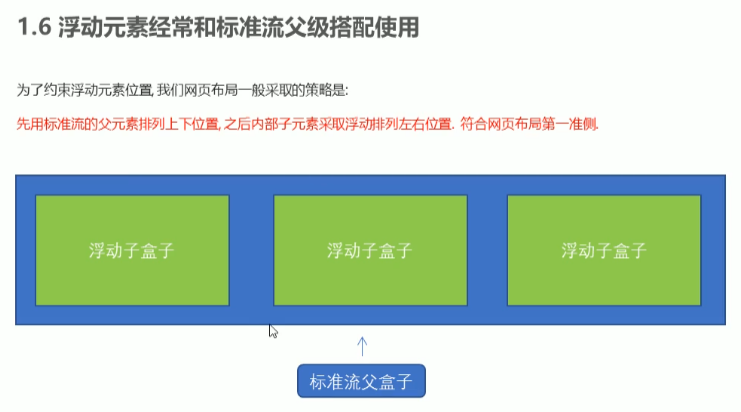 1.6 浮动元素经常和标准流父级搭配使用
为了约束浮动元素位置, 我们网页布局一般采取的策略是:
先用标准流的父元素排列上下位置, 之后内部子元素采取浮动排列左右位置. 符合网页布局第一准侧.
浮动子盒子
浮动子盒子
浮动子盒子
标准流父盒子